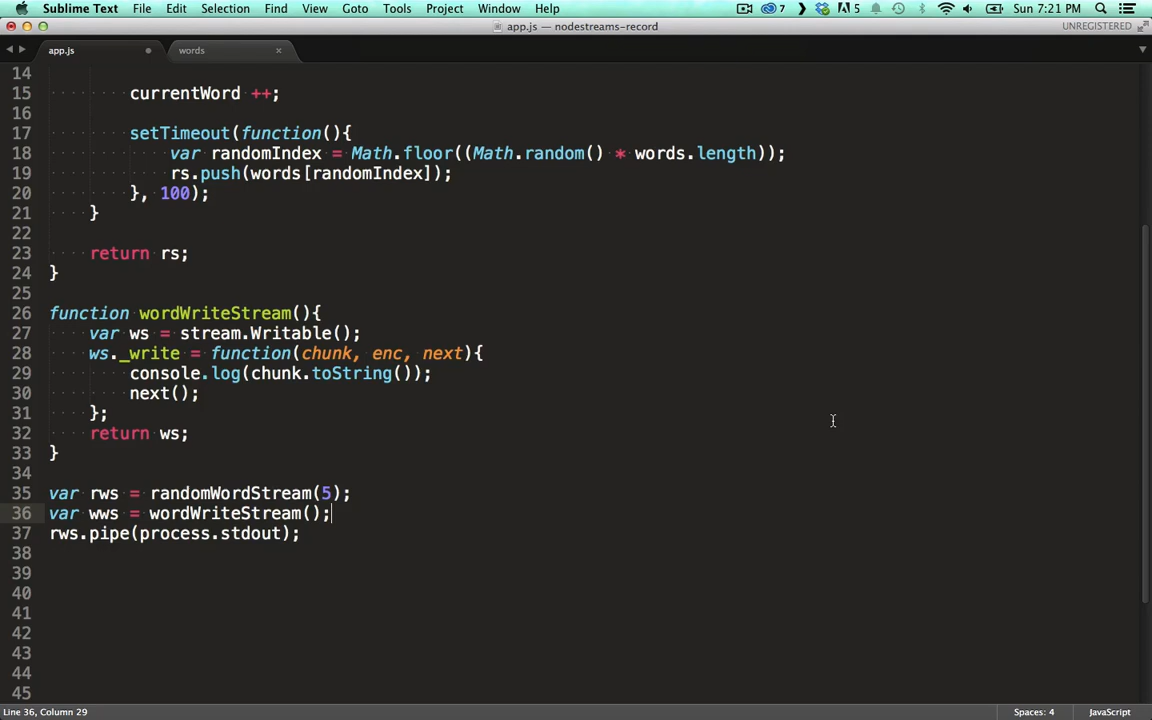 Sublime Text File Edit Selection Find View Goto Tools Project Window Help 7 5 Sun 7:21 PM
app.js — nodestreams-record UNREGISTERED
app.js words
14
15 currentWord ++;
16
17 setTimeout(function(){
18 var randomIndex = Math.floor((Math.random() * words.length));
19 rs.push(words[randomIndex]);
20 }, 100);
21 }
22
23 return rs;
24 }
25
26 function wordWriteStream(){
27 var ws = stream.Writable();
28 ws._write = function(chunk, enc, next){
29 console.log(chunk.toString());
30 next();
31 };
32 return ws;
33 }
34
35 var rws = randomWordStream(5);
36 var wws = wordWriteStream();
37 rws.pipe(process.stdout);
38
39
40
41
42
43
44
45
Line 36, Column 29 Spaces: 4 JavaScript